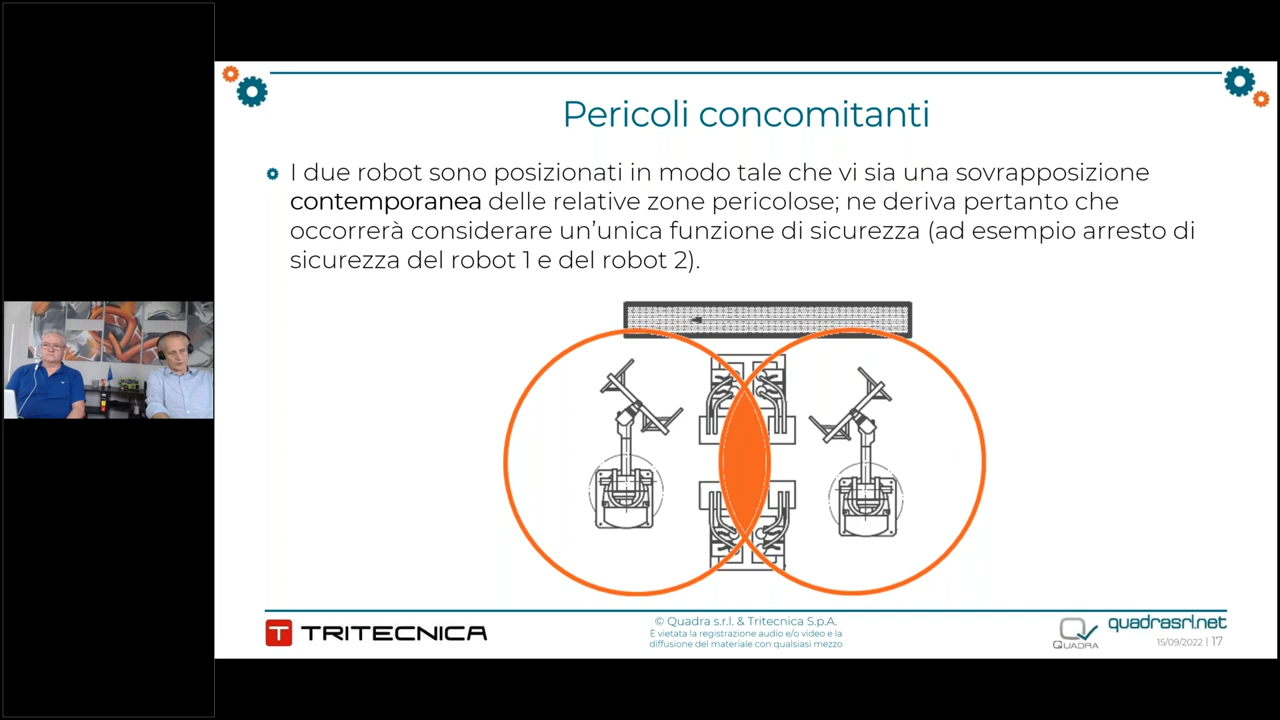 Pericoli concomitanti
I due robot sono posizionati in modo tale che vi sia una sovrapposizione
contemporanea delle relative zone pericolose; ne deriva pertanto che
occorrerà considerare un'unica funzione di sicurezza (ad esempio arresto di
sicurezza del robot 1 e del robot 2).
T TRITECNICA
© Quadra s.r.l. & Tritecnica S.p.A.
È vietata la registrazione audio e/o video e la
diffusione del materiale con qualsiasi mezzo
QUADRA
quadrasrl.net
15/09/2022 | 17